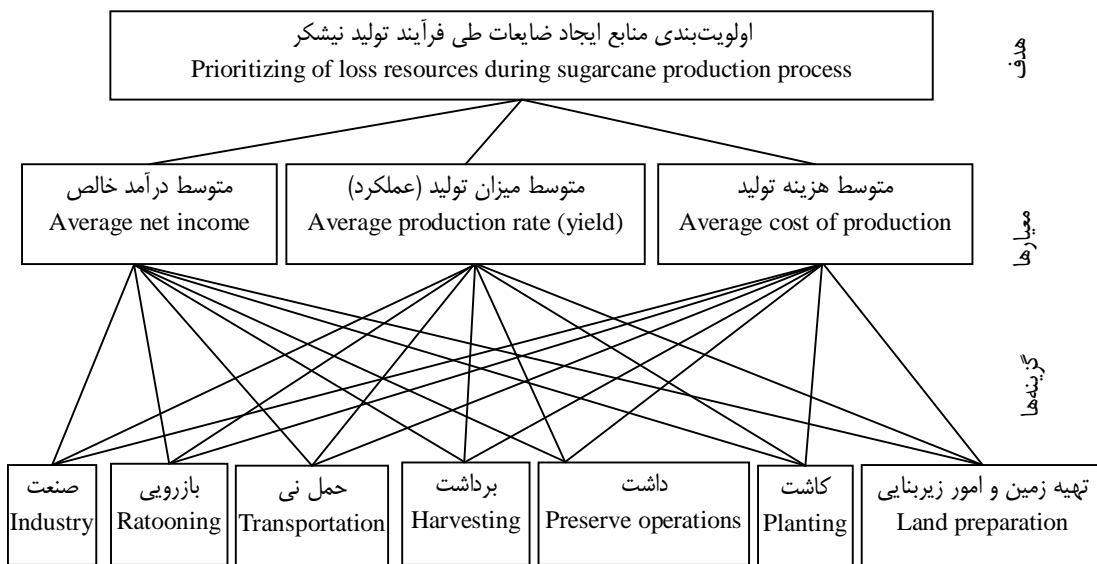 اولویت‌بندی منابع ایجاد ضایعات طی فرآیند تولید نیشکر
Prioritizing of loss resources during sugarcane production process
هدف
متوسط هزینه تولید
Average cost of production
متوسط میزان تولید (عملکرد)
Average production rate (yield)
متوسط درآمد خالص
Average net income
معیارها
گزینه‌ها
تهیه زمین و امور زیربنایی
Land preparation
کاشت
Planting
داشت
Preserve operations
برداشت
Harvesting
حمل نی
Transportation
بازرویی
Ratooning
صنعت
Industry